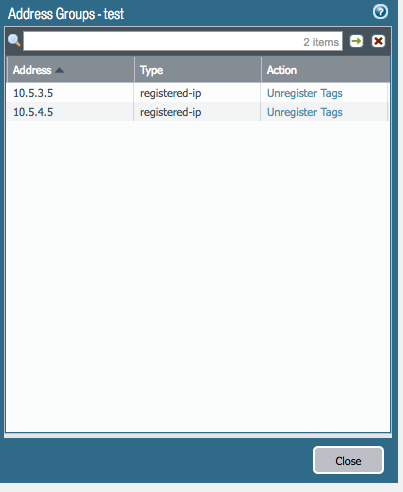 Address Groups - test
2 items
Address Type Action
10.5.3.5 registered-ip Unregister Tags
10.5.4.5 registered-ip Unregister Tags
Close